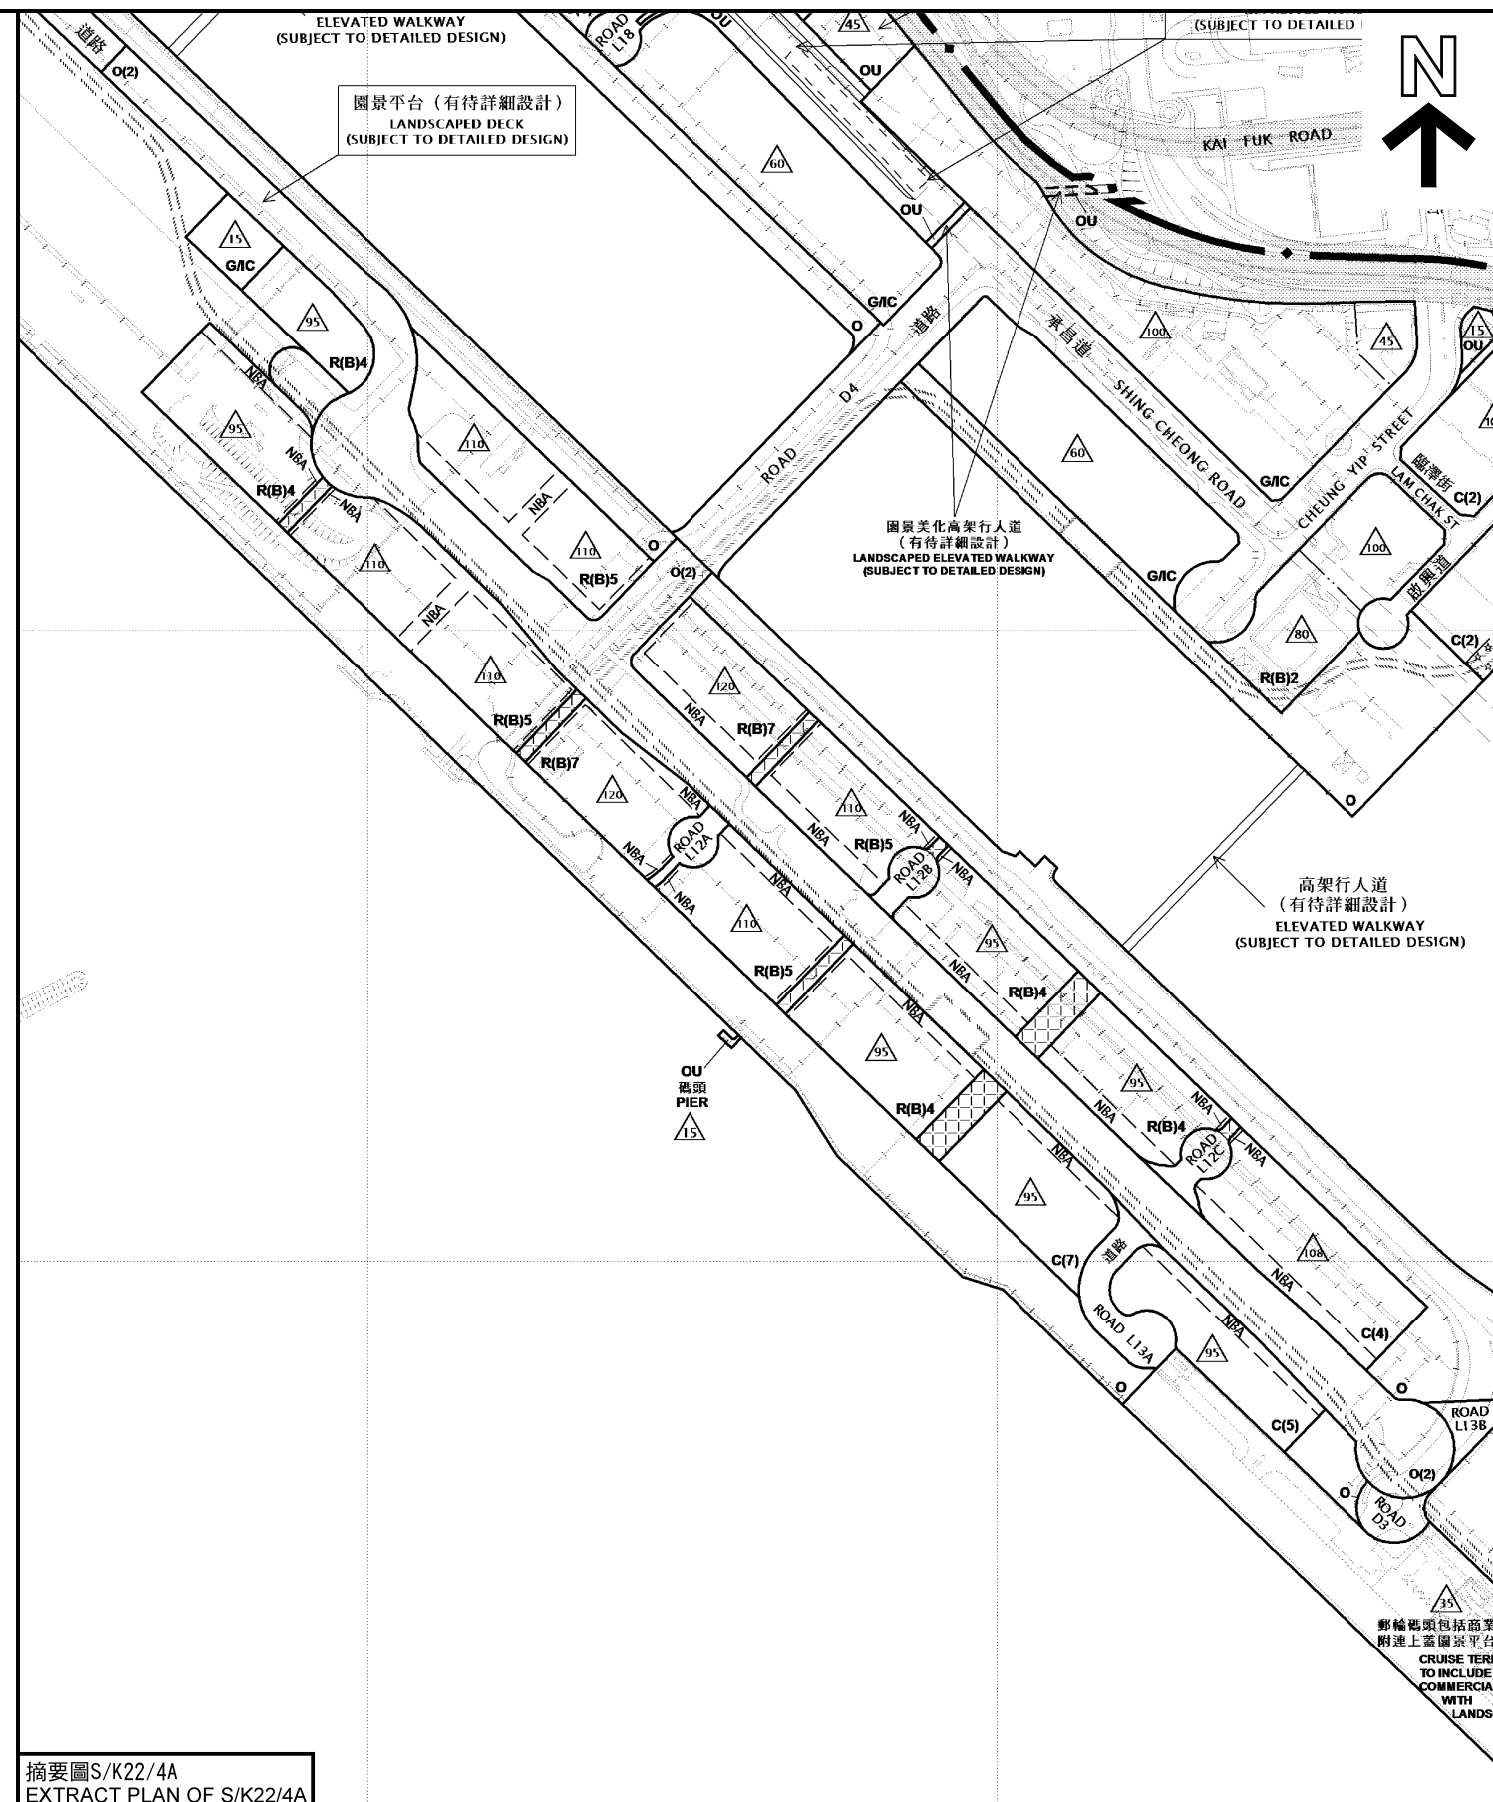 ELEVATED WALKWAY
(SUBJECT TO DETAILED DESIGN)
(SUBJECT TO DETAILED
N
道路
O(2)
園景平台（有待詳細設計）
LANDSCAPED DECK
(SUBJECT TO DETAILED DESIGN)
ROAD
L18
OU
45
OU
60
OU
KAI FUK ROAD
OU
15
G/IC
95
R(B)4
G/IC
O
道路
承昌道
SHING CHEONG ROAD
100
45
15
OU
NBA
95
NBA
R(B)4
NBA
110
110
NBA
110
R(B)5
O
O(2)
ROAD
D4
60
G/IC
G/IC
CHEUNG YIP STREET
臨澤街
LAM CHAK ST
C(2)
100
啟興道
80
C(2)
R(B)2
O
園景美化高架行人道
（有待詳細設計）
LANDSCAPED ELEVATED WALKWAY
(SUBJECT TO DETAILED DESIGN)
110
NBA
110
R(B)5
R(B)7
120
NBA
R(B)7
120
NBA
ROAD
L12A
NBA
NBA
NBA
110
NBA
R(B)5
NBA
ROAD
L12B
NBA
110
R(B)5
95
NBA
R(B)4
NBA
95
R(B)4
高架行人道
（有待詳細設計）
ELEVATED WALKWAY
(SUBJECT TO DETAILED DESIGN)
OU
碼頭
PIER
15
95
NBA
R(B)4
NBA
ROAD
L12C
NBA
NBA
95
C(7)
道路
ROAD L13A
108
NBA
C(4)
NBA
95
C(5)
O
O
ROAD
L13B
O(2)
O
ROAD
D3
35
郵輪碼頭包括商業
附連上蓋園景平台
CRUISE TER
TO INCLUDE
COMMERCIA
WITH
LANDS
摘要圖S/K22/4A
EXTRACT PLAN OF S/K22/4A